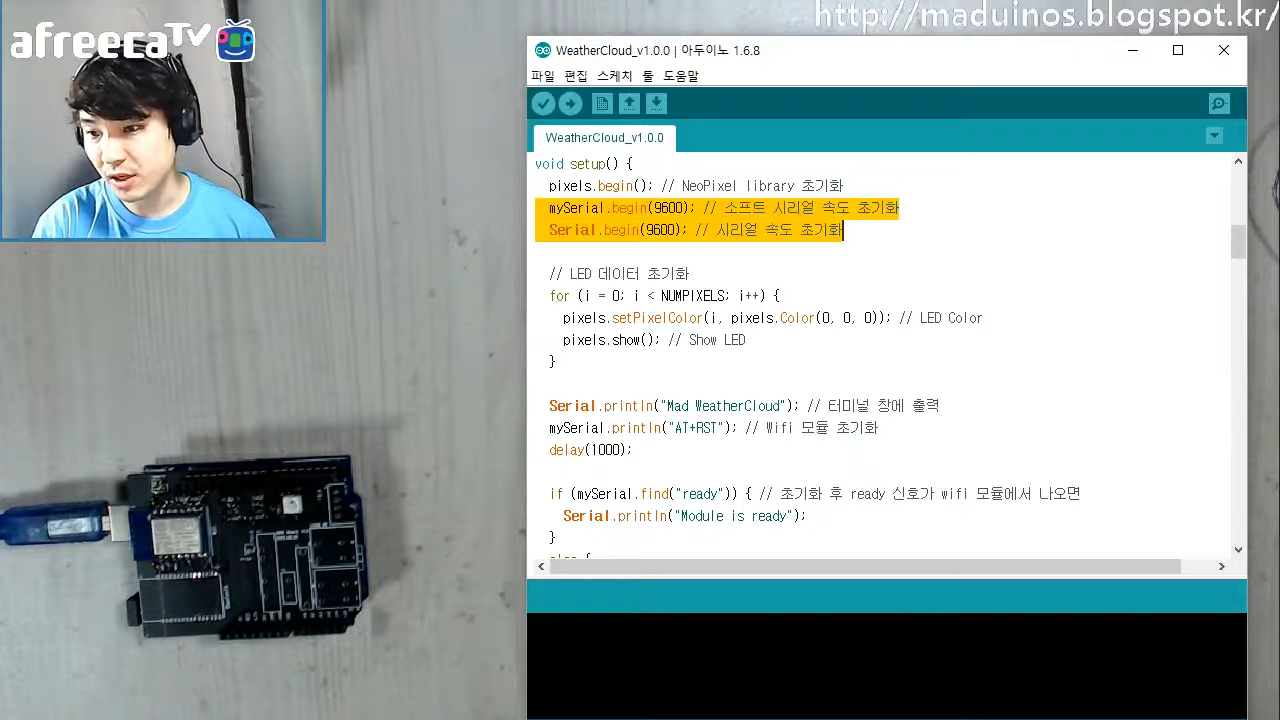 afreecaTV
http://maduinos.blogspot.kr/
WeatherCloud_v1.0.0 | 아두이노 1.6.8
파일 편집 스케치 툴 도움말
WeatherCloud_v1.0.0
void setup() {
pixels.begin(); // NeoPixel library 초기화
mySerial.begin(9600); // 소프트 시리얼 속도 초기화
Serial.begin(9600); // 시리얼 속도 초기화
// LED 데이터 초기화
for (i = 0; i < NUMPIXELS; i++) {
pixels.setPixelColor(i, pixels.Color(0, 0, 0)); // LED Color
pixels.show(); // Show LED
}
Serial.println("Mad WeatherCloud"); // 터미널 창에 출력
mySerial.println("AT+RST"); // Wifi 모듈 초기화
delay(1000);
if (mySerial.find("ready")) { // 초기화 후 ready 신호가 wifi 모듈에서 나오면
Serial.println("Module is ready");
}
else {